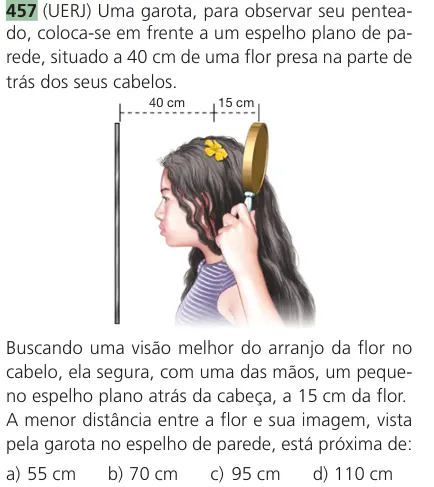 457 (UERJ) Uma garota, para observar seu pentea-
do, coloca-se em frente a um espelho plano de pa-
rede, situado a 40 cm de uma flor presa na parte de
trás dos seus cabelos.
40 cm 15 cm
Buscando uma visão melhor do arranjo da flor no
cabelo, ela segura, com uma das mãos, um peque-
no espelho plano atrás da cabeça, a 15 cm da flor.
A menor distância entre a flor e sua imagem, vista
pela garota no espelho de parede, está próxima de:
a) 55 cm b) 70 cm c) 95 cm d) 110 cm